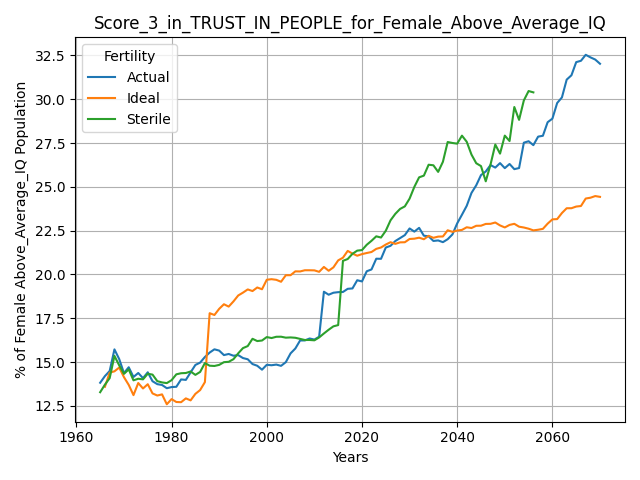 Score_3_in_TRUST_IN_PEOPLE_for_Female_Above_Average_IQ
% of Female Above_Average_IQ Population
32.5
30.0
27.5
25.0
22.5
20.0
17.5
15.0
12.5
Fertility
Actual
Ideal
Sterile
1960
1980
2000
2020
2040
2060
Years